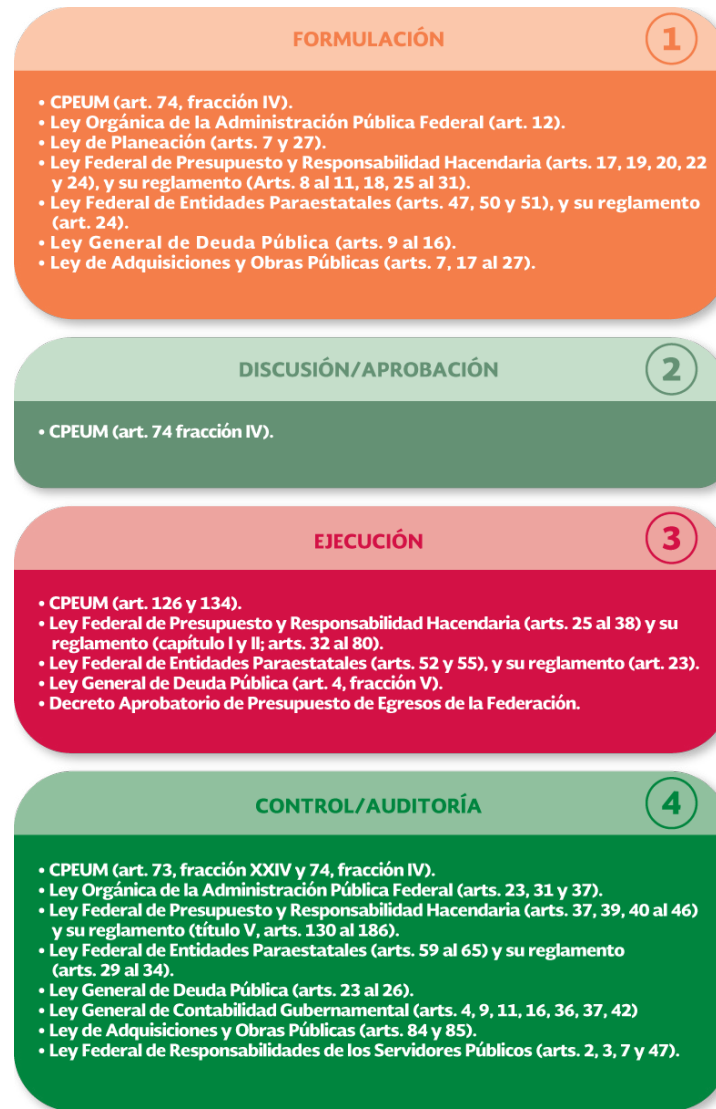 FORMULACIÓN
1
• CPEUM (art. 74, fracción IV).
• Ley Orgánica de la Administración Pública Federal (art. 12).
• Ley de Planeación (arts. 7 y 27).
• Ley Federal de Presupuesto y Responsabilidad Hacendaria (arts. 17, 19, 20, 22
y 24), y su reglamento (Arts. 8 al 11, 18, 25 al 31).
• Ley Federal de Entidades Paraestatales (arts. 47, 50 y 51), y su reglamento
(art. 24).
• Ley General de Deuda Pública (arts. 9 al 16).
• Ley de Adquisiciones y Obras Públicas (arts. 7, 17 al 27).
DISCUSIÓN/APROBACIÓN
2
• CPEUM (art. 74 fracción IV).
EJECUCIÓN
3
• CPEUM (art. 126 y 134).
• Ley Federal de Presupuesto y Responsabilidad Hacendaria (arts. 25 al 38) y su
reglamento (capítulo I y II; arts. 32 al 80).
• Ley Federal de Entidades Paraestatales (arts. 52 y 55), y su reglamento (art. 23).
• Ley General de Deuda Pública (art. 4, fracción V).
• Decreto Aprobatorio de Presupuesto de Egresos de la Federación.
CONTROL/AUDITORÍA
4
• CPEUM (art. 73, fracción XXIV y 74, fracción IV).
• Ley Orgánica de la Administración Pública Federal (arts. 23, 31 y 37).
• Ley Federal de Presupuesto y Responsabilidad Hacendaria (arts. 37, 39, 40 al 46)
y su reglamento (título V, arts. 130 al 186).
• Ley Federal de Entidades Paraestatales (arts. 59 al 65) y su reglamento
(arts. 29 al 34).
• Ley General de Deuda Pública (arts. 23 al 26).
• Ley General de Contabilidad Gubernamental (arts. 4, 9, 11, 16, 36, 37, 42)
• Ley de Adquisiciones y Obras Públicas (arts. 84 y 85).
• Ley Federal de Responsabilidades de los Servidores Públicos (arts. 2, 3, 7 y 47).